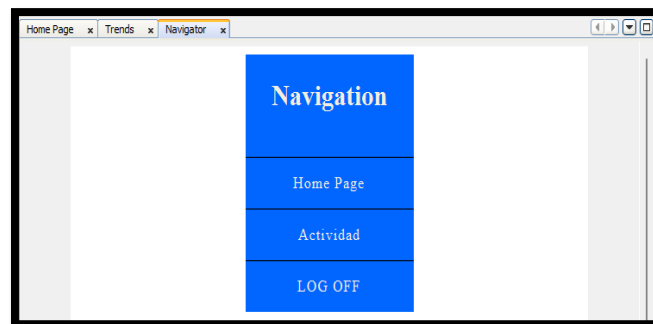 Home Page x Trends x Navigator x
Navigation
Home Page
Actividad
LOG OFF